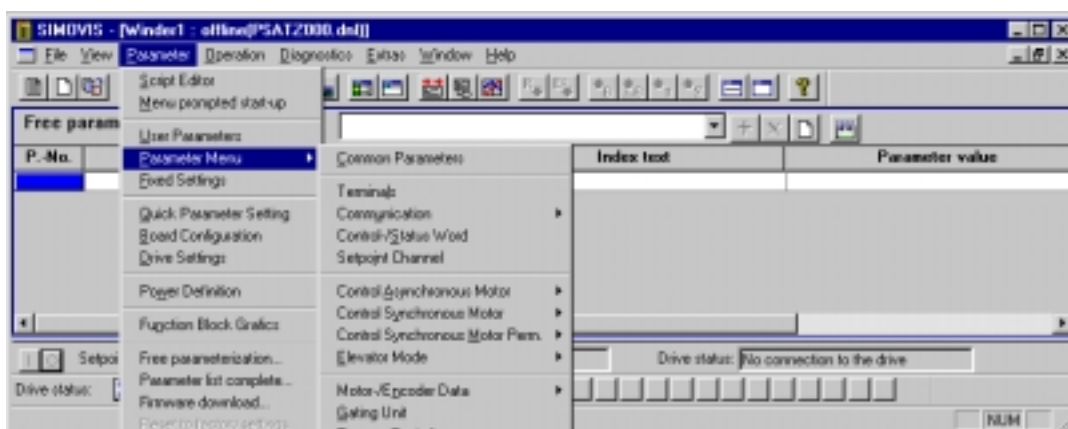 SIMOVIS - [Winder1 : offline(PSATZ000.dnl)]
File View Parameter Operation Diagnostics Extras Window Help
Script Editor
Menu prompted start-up
User Parameters
Parameter Menu
Fixed Settings
Quick Parameter Setting
Board Configuration
Drive Settings
Power Definition
Function Block Grafics
Free parameterization...
Parameter list complete...
Firmware download...
Reset to factory settings
Common Parameters
Terminals
Communication
Control-/Status Word
Setpoint Channel
Control Asynchronous Motor
Control Synchronous Motor
Control Synchronous Motor Perm.
Elevator Mode
Motor-/Encoder Data
Gating Unit
Free param
P.-No.
Index text
Parameter value
Setpoi
Drive status: No connection to the drive
Drive status:
NUM